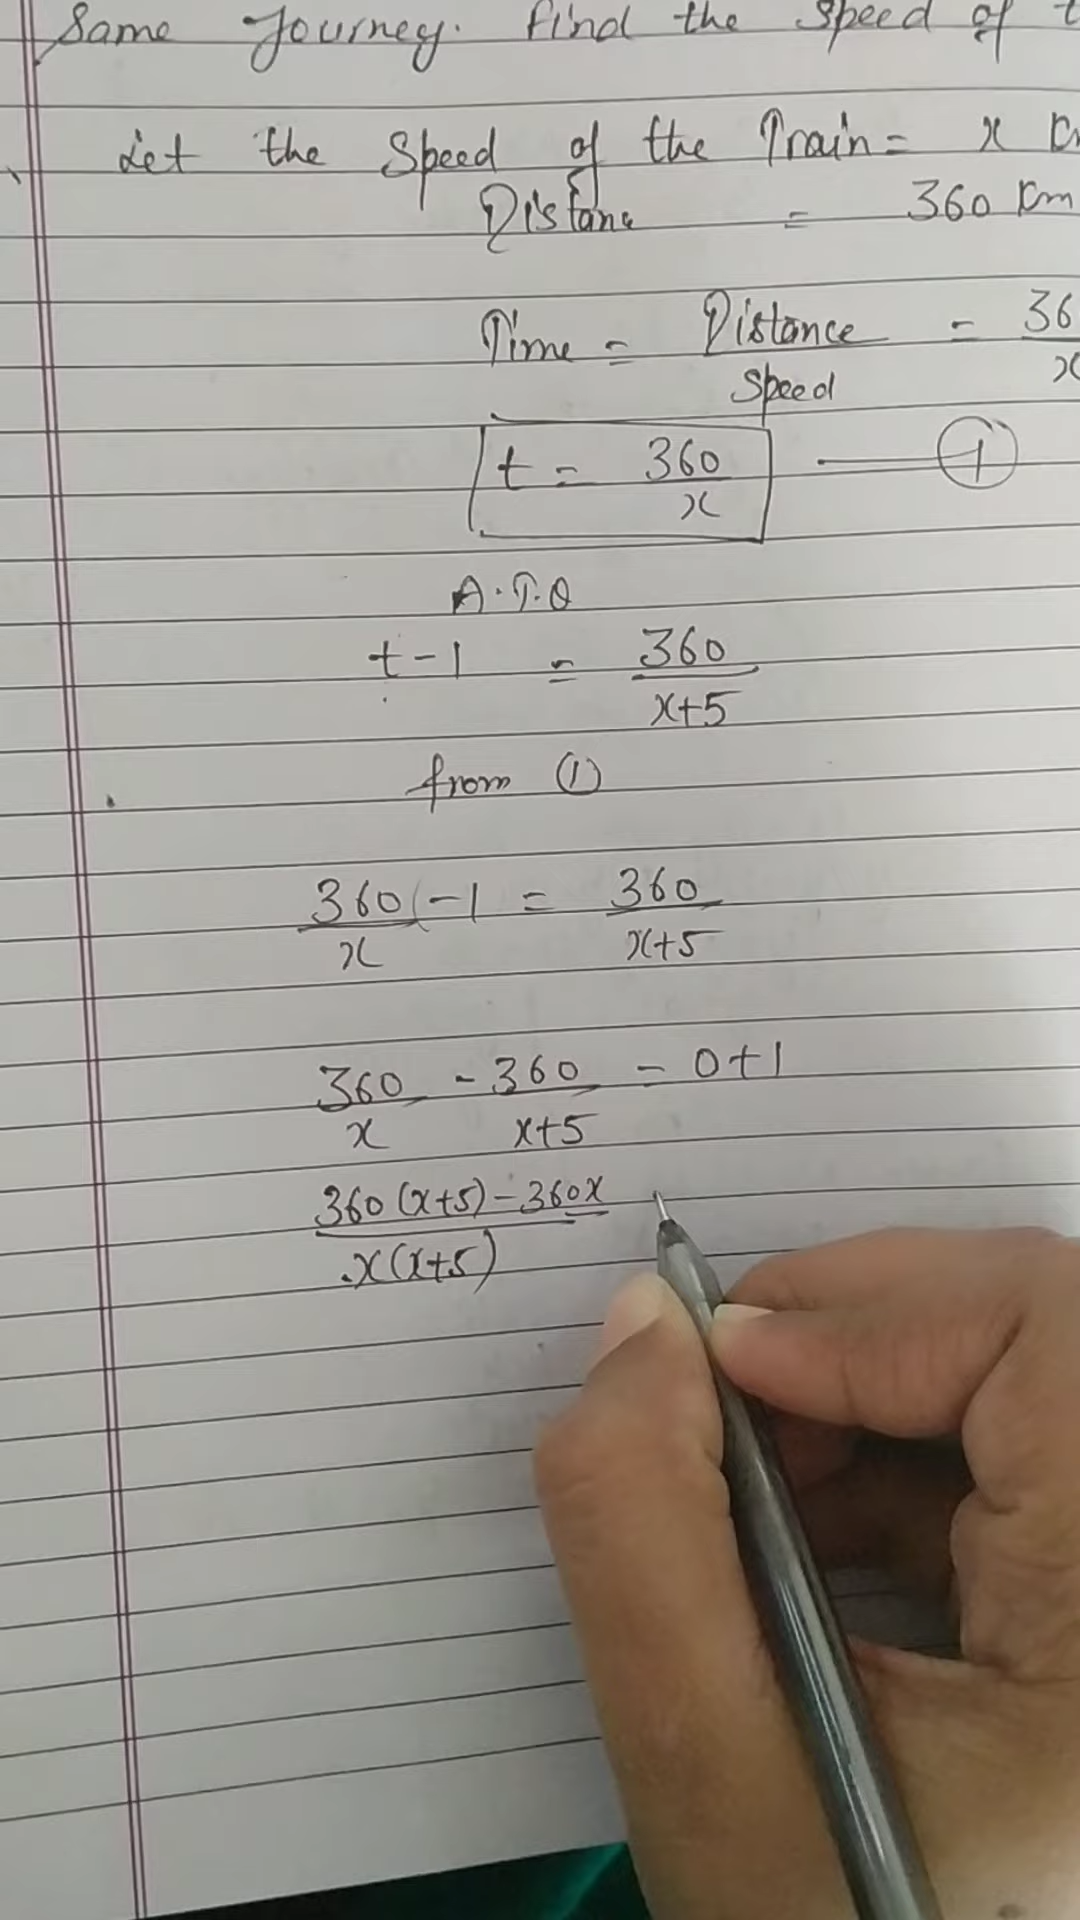 Same Journey. Find the Speed of t
Let the Speed of the Train = x
Distanc = 360 Km
Time = Distance/Speed = 36/x
t = 360/x — 1
A.T.Q
t-1 = 360/x+5
from (1)
360/x -1 = 360/x+5
360/x - 360/x+5 = 0+1
360(x+5)-360x/x(x+5)